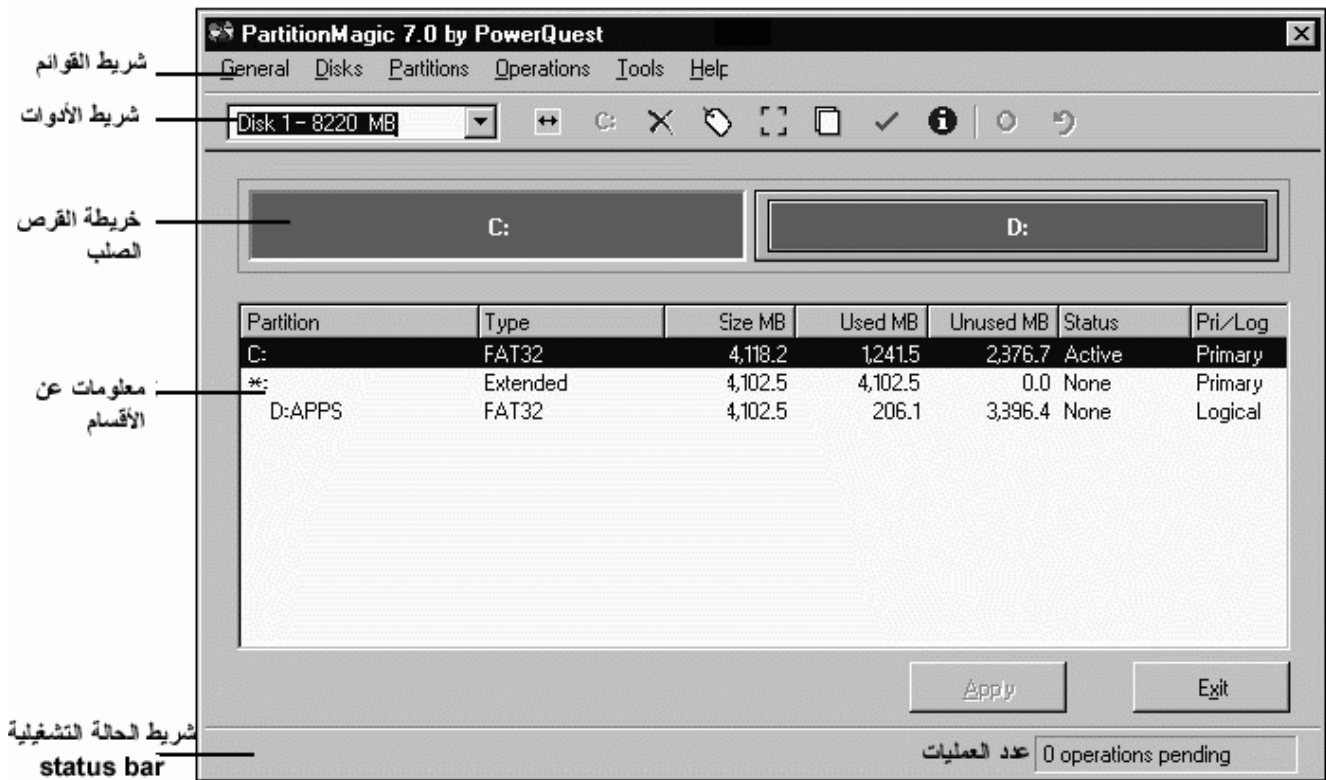 PartitionMagic 7.0 by PowerQuest
شريط القوائم
General Disks Partitions Operations Tools Help
شريط الأدوات
Disk 1 - 8220 MB
C:
خريطة القرص
الصلب
C:
D:
Partition Type Size MB Used MB Unused MB Status Pri/Log
C: FAT32 4,118.2 1,241.5 2,376.7 Active Primary
*: Extended 4,102.5 4,102.5 0.0 None Primary
D:APPS FAT32 4,102.5 206.1 3,396.4 None Logical
معلومات عن
الأقسام
Apply
Exit
شريط الحالة التشغيلية
status bar
عدد العمليات
0 operations pending